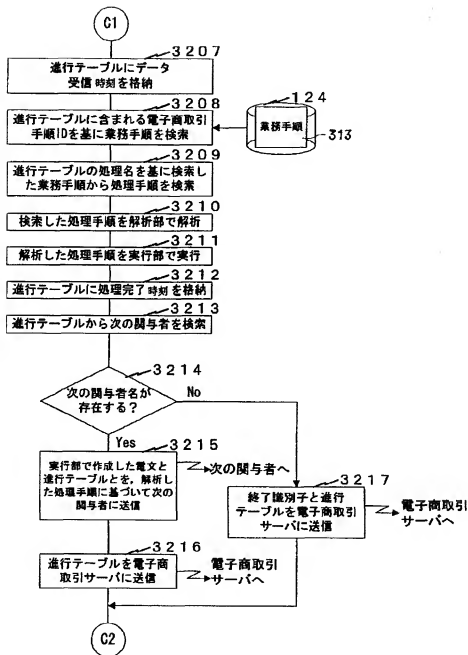 C1
3207
進行テーブルにデータ
受信時刻を格納
3208
進行テーブルに含まれる電子商取引
手順IDを基に業務手順を検索
124
業務手順
313
3209
進行テーブルの処理名を基に検索し
た業務手順から処理手順を検索
3210
検索した処理手順を解析部で解析
3211
解析した処理手順を実行部で実行
3212
進行テーブルに処理完了時刻を格納
3213
進行テーブルから次の関与者を検索
3214
次の関与者名が
存在する?
No
Yes
3215
実行部で作成した電文と
進行テーブルとを,解析し
た処理手順に基づいて次の
関与者に送信
次の関与者へ
3217
終了識別子と進行
テーブルを電子商取引
サーバに送信
電子商取引
サーバへ
3216
進行テーブルを電子商
取引サーバに送信
電子商取引
サーバへ
C2